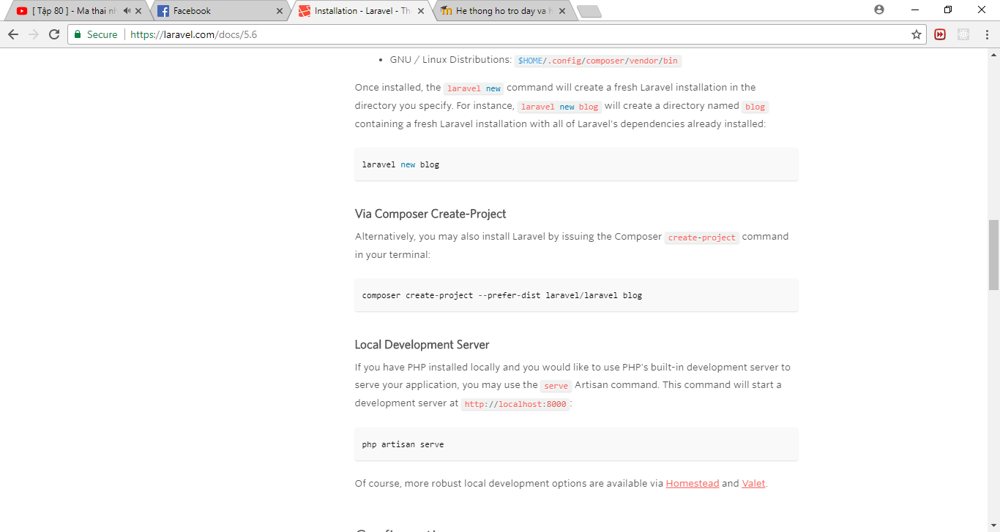 [ Tập 80 ] - Ma thai
Facebook
Installation - Laravel - Th
He thong ho tro day va
Secure
https://laravel.com/docs/5.6
GNU / Linux Distributions: $HOME/.config/composer/vendor/bin
Once installed, the laravel new command will create a fresh Laravel installation in the
directory you specify. For instance, laravel new blog will create a directory named blog
containing a fresh Laravel installation with all of Laravel's dependencies already installed:
laravel new blog
Via Composer Create-Project
Alternatively, you may also install Laravel by issuing the Composer create-project command
in your terminal:
composer create-project --prefer-dist laravel/laravel blog
Local Development Server
If you have PHP installed locally and you would like to use PHP's built-in development server to
serve your application, you may use the serve Artisan command. This command will start a
development server at http://localhost:8000:
php artisan serve
Of course, more robust local development options are available via Homestead and Valet.